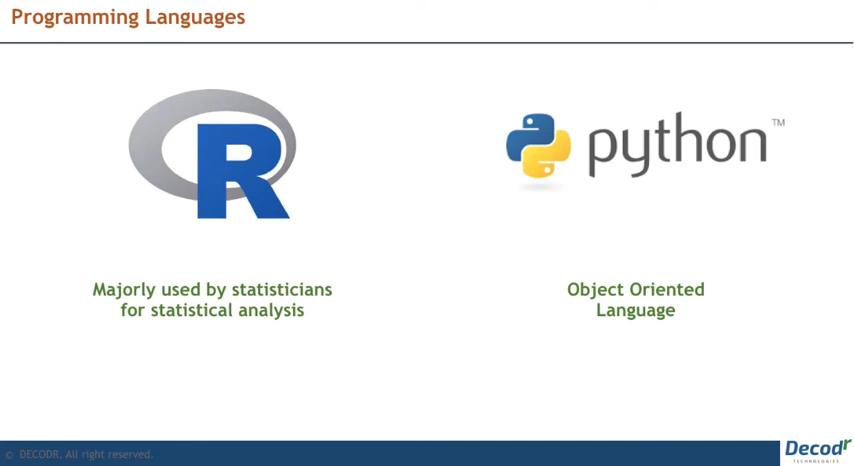 Programming Languages
R
python™
Majorly used by statisticians
for statistical analysis
Object Oriented
Language
© DECODR, All right reserved.
Decodr
TECHNOLOGIES